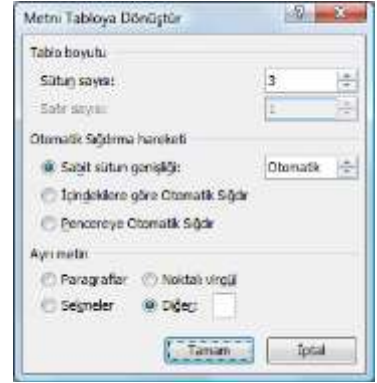 Metni Tabloya Dönüştür
Tablo boyutu
Sütun sayısı: 3
Satır sayısı: 1
Otomatik Sığdırma hareketi
Sabit sütun genişliği: Otomatik
İçindekilere göre Otomatik Sığdır
Pencereye Otomatik Sığdır
Ayrı metin
Paragraflar Noktalı virgül
Sekmeler Diğer:
Tamam İptal